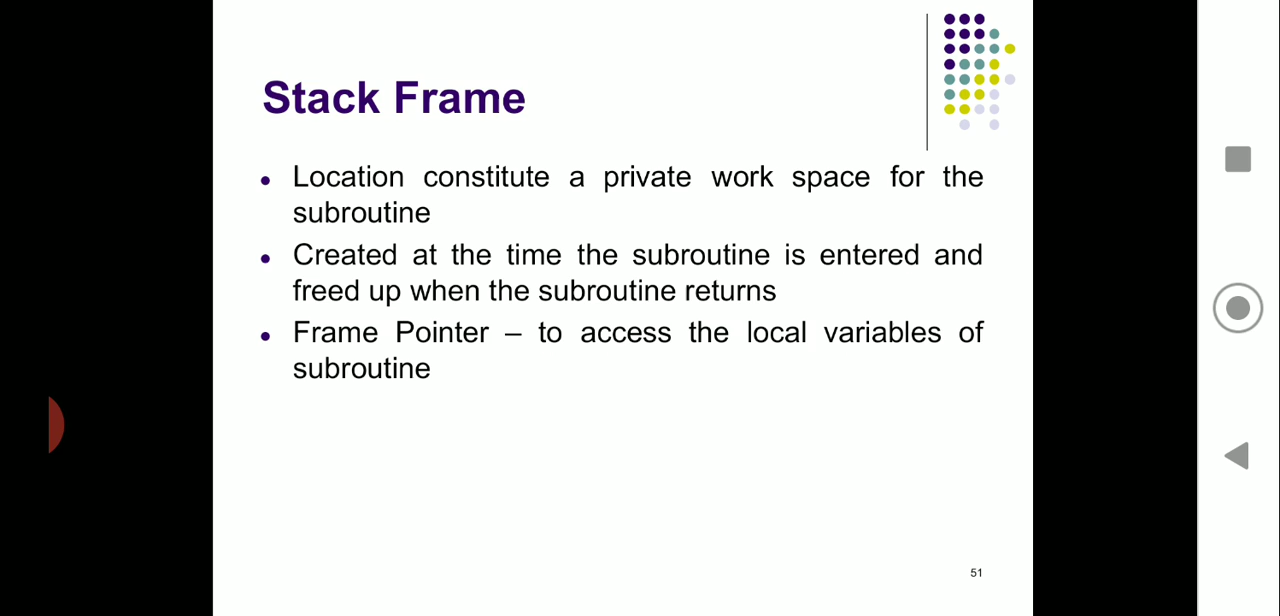 Stack Frame
● Location constitute a private work space for the
subroutine
● Created at the time the subroutine is entered and
freed up when the subroutine returns
● Frame Pointer – to access the local variables of
subroutine
51